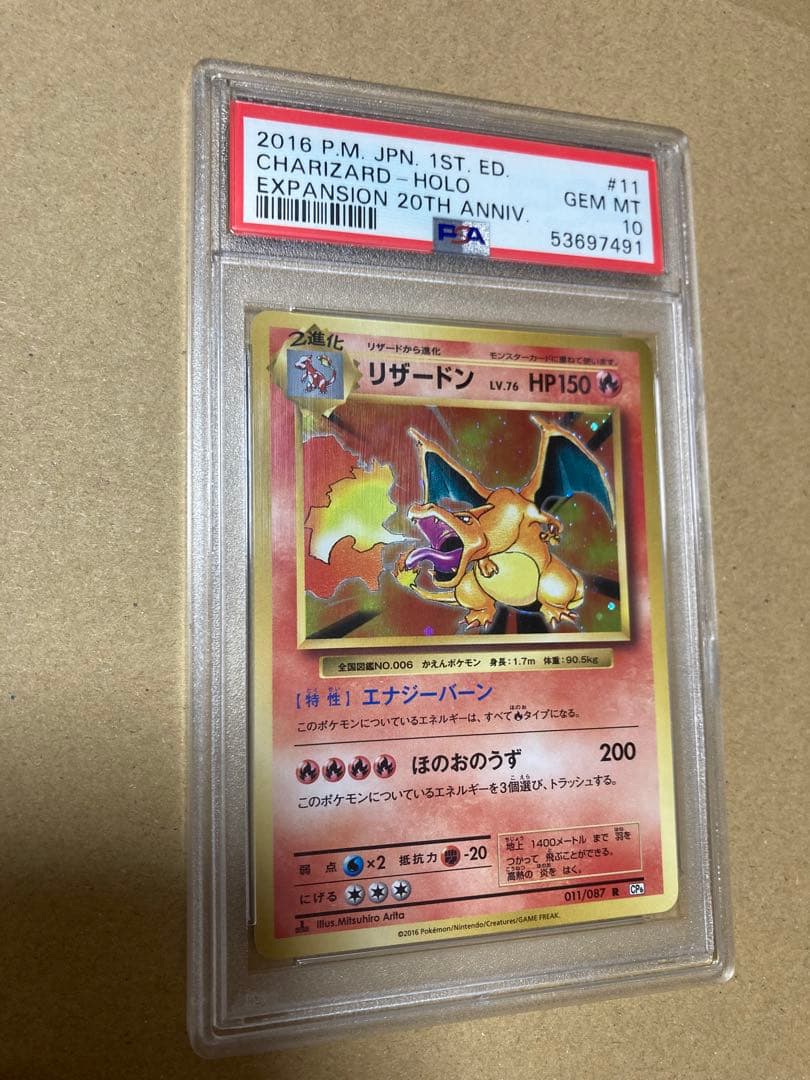 2016 P.M. JPN. 1ST. ED. #11
CHARIZARD-HOLO GEM MT
EXPANSION 20TH ANNIV. 10
53697491
PSA
2進化
リザードから進化 モンスターカードに重ねて使います。
リザードン LV.76 HP150
全国図鑑NO.006 かえんポケモン 身長:1.7m 体重:90.5kg
[特性] エナジーバーン
このポケモンについているエネルギーは、すべてタイプになる。
ほのおのうず 200
このポケモンについているエネルギーを3個選び、トラッシュする。
弱点 ×2 抵抗力 -20
にげる
地上 1400メートル まで 羽を
つかって 飛ぶことができる。
高熱の 炎を はく。
011/087 R CP6
illus.Mitsuhiro Arita
©2016 Pokémon/Nintendo/Creatures/GAME FREAK.